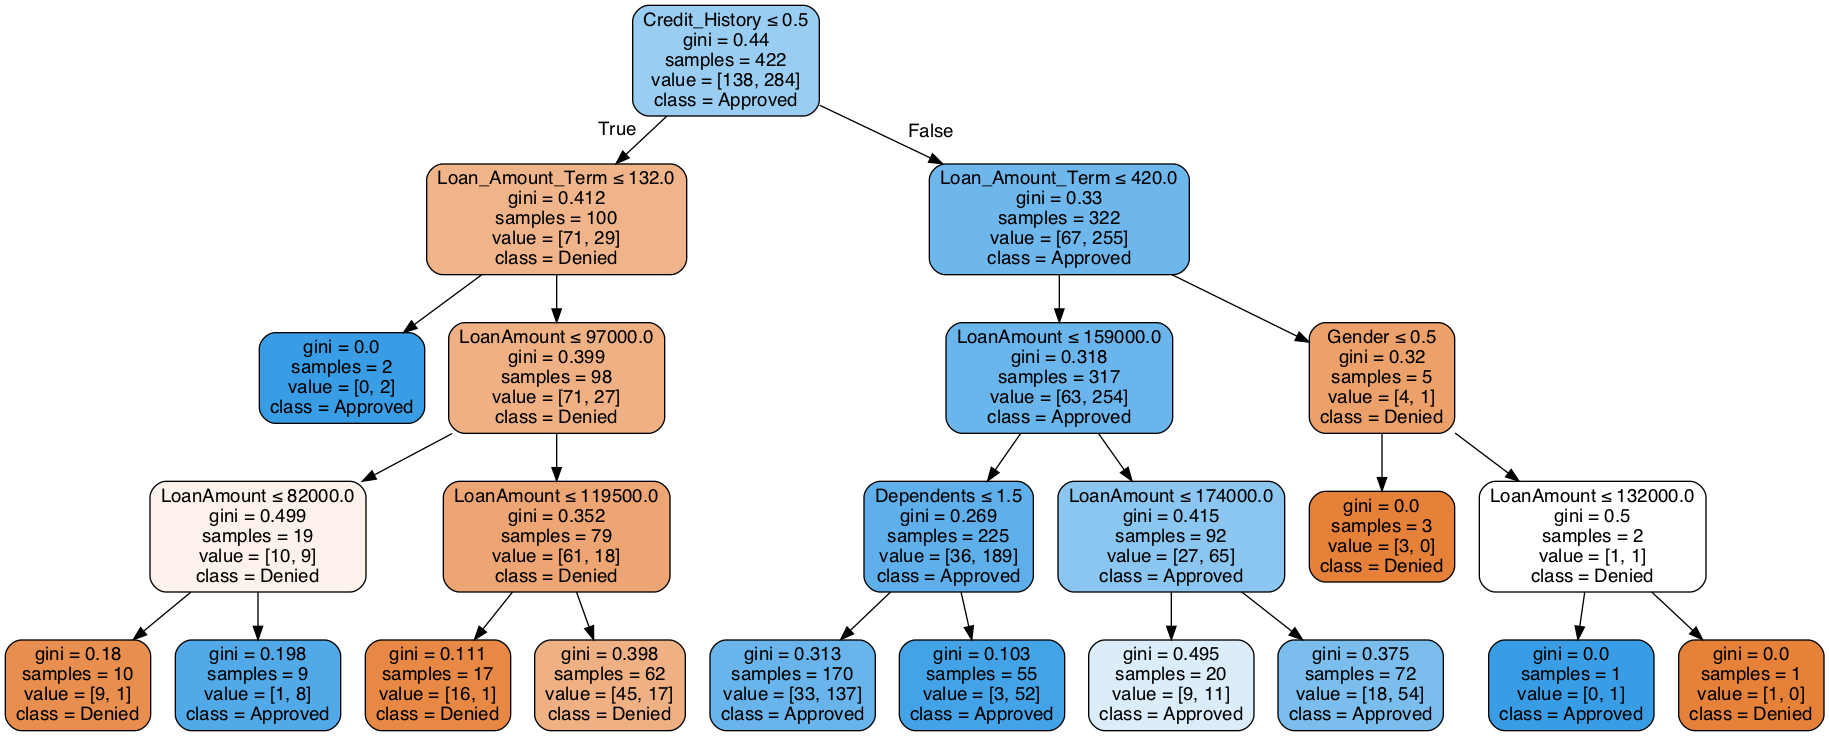 Credit_History ≤ 0.5
gini = 0.44
samples = 422
value = [138, 284]
class = Approved
True
False
Loan_Amount_Term ≤ 132.0
gini = 0.412
samples = 100
value = [71, 29]
class = Denied
Loan_Amount_Term ≤ 420.0
gini = 0.33
samples = 322
value = [67, 255]
class = Approved
gini = 0.0
samples = 2
value = [0, 2]
class = Approved
LoanAmount ≤ 97000.0
gini = 0.399
samples = 98
value = [71, 27]
class = Denied
LoanAmount ≤ 159000.0
gini = 0.318
samples = 317
value = [63, 254]
class = Approved
Gender ≤ 0.5
gini = 0.32
samples = 5
value = [4, 1]
class = Denied
LoanAmount ≤ 82000.0
gini = 0.499
samples = 19
value = [10, 9]
class = Denied
LoanAmount ≤ 119500.0
gini = 0.352
samples = 79
value = [61, 18]
class = Denied
Dependents ≤ 1.5
gini = 0.269
samples = 225
value = [36, 189]
class = Approved
LoanAmount ≤ 174000.0
gini = 0.415
samples = 92
value = [27, 65]
class = Approved
gini = 0.0
samples = 3
value = [3, 0]
class = Denied
LoanAmount ≤ 132000.0
gini = 0.5
samples = 2
value = [1, 1]
class = Denied
gini = 0.18
samples = 10
value = [9, 1]
class = Denied
gini = 0.198
samples = 9
value = [1, 8]
class = Approved
gini = 0.111
samples = 17
value = [16, 1]
class = Denied
gini = 0.398
samples = 62
value = [45, 17]
class = Denied
gini = 0.313
samples = 170
value = [33, 137]
class = Approved
gini = 0.103
samples = 55
value = [3, 52]
class = Approved
gini = 0.495
samples = 20
value = [9, 11]
class = Approved
gini = 0.375
samples = 72
value = [18, 54]
class = Approved
gini = 0.0
samples = 1
value = [0, 1]
class = Approved
gini = 0.0
samples = 1
value = [1, 0]
class = Denied